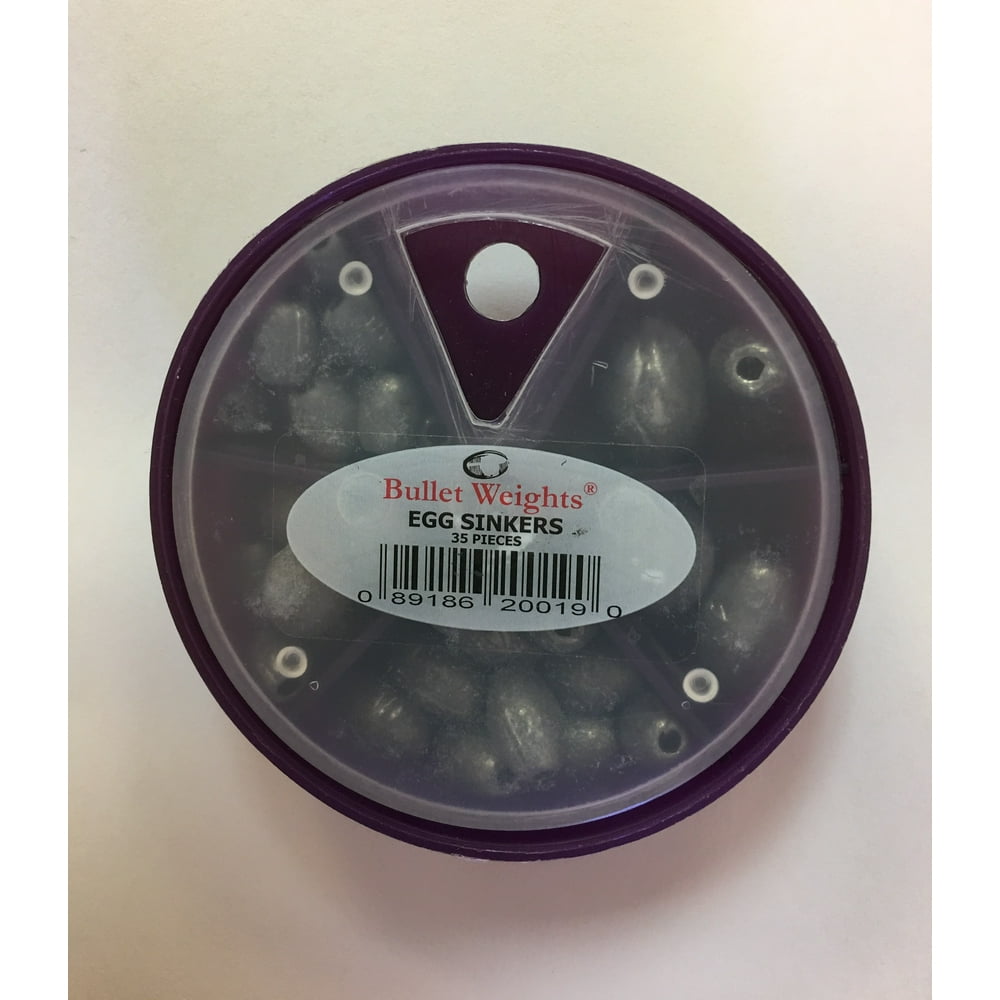 Bullet Weights®
EGG SINKERS
35 PIECES
0 89186 20019 0